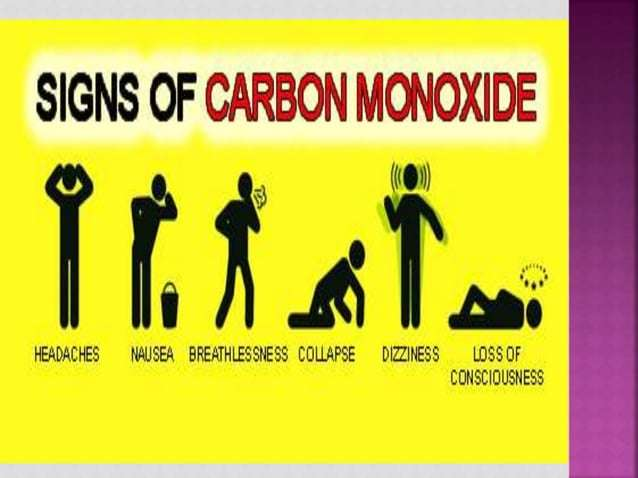 SIGNS OF CARBON MONOXIDE
HEADACHES NAUSEA BREATHLESSNESS COLLAPSE DIZZINESS LOSS OF
CONSCIOUSNESS